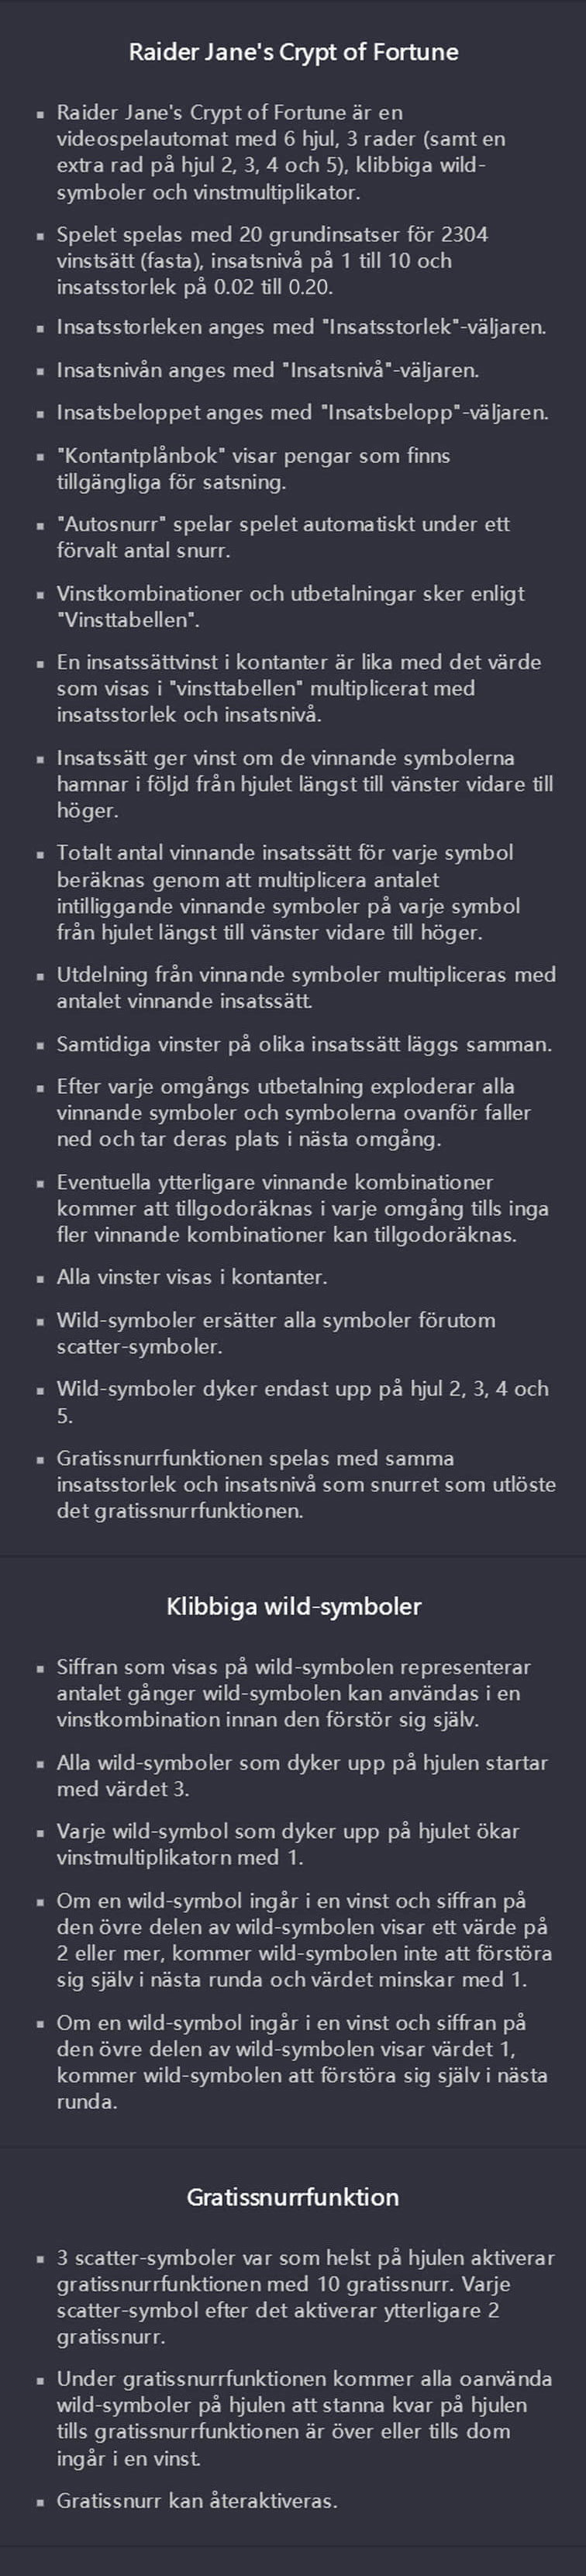 Raider Jane's Crypt of Fortune
▪ Raider Jane's Crypt of Fortune är en
videospelautomat med 6 hjul, 3 rader (samt en
extra rad på hjul 2, 3, 4 och 5), klibbiga wild-
symboler och vinstmultiplikator.
▪ Spelet spelas med 20 grundinsatser för 2304
vinstsätt (fasta), insatsnivå på 1 till 10 och
insatsstorlek på 0.02 till 0.20.
▪ Insatsstorleken anges med "Insatsstorlek"-väljaren.
▪ Insatsnivån anges med "Insatsnivå"-väljaren.
▪ Insatsbeloppet anges med "Insatsbelopp"-väljaren.
▪ "Kontantplånbok" visar pengar som finns
tillgängliga för satsning.
▪ "Autosnurr" spelar spelet automatiskt under ett
förvalt antal snurr.
▪ Vinstkombinationer och utbetalningar sker enligt
"Vinsttabellen".
▪ En insatssättvinst i kontanter är lika med det värde
som visas i "vinsttabellen" multiplicerat med
insatsstorlek och insatsnivå.
▪ Insatssätt ger vinst om de vinnande symbolerna
hamnar i följd från hjulet längst till vänster vidare till
höger.
▪ Totalt antal vinnande insatssätt för varje symbol
beräknas genom att multiplicera antalet
intilliggande vinnande symboler på varje symbol
från hjulet längst till vänster vidare till höger.
▪ Utdelning från vinnande symboler multipliceras med
antalet vinnande insatssätt.
▪ Samtidiga vinster på olika insatssätt läggs samman.
▪ Efter varje omgångs utbetalning exploderar alla
vinnande symboler och symbolerna ovanför faller
ned och tar deras plats i nästa omgång.
▪ Eventuella ytterligare vinnande kombinationer
kommer att tillgodoräknas i varje omgång tills inga
fler vinnande kombinationer kan tillgodoräknas.
▪ Alla vinster visas i kontanter.
▪ Wild-symboler ersätter alla symboler förutom
scatter-symboler.
▪ Wild-symboler dyker endast upp på hjul 2, 3, 4 och
5.
▪ Gratissnurrfunktionen spelas med samma
insatsstorlek och insatsnivå som snurret som utlöste
det gratissnurrfunktionen.
Klibbiga wild-symboler
▪ Siffran som visas på wild-symbolen representerar
antalet gånger wild-symbolen kan användas i en
vinstkombination innan den förstör sig själv.
▪ Alla wild-symboler som dyker upp på hjulen startar
med värdet 3.
▪ Varje wild-symbol som dyker upp på hjulet ökar
vinstmultiplikatorn med 1.
▪ Om en wild-symbol ingår i en vinst och siffran på
den övre delen av wild-symbolen visar ett värde på
2 eller mer, kommer wild-symbolen inte att förstöra
sig själv i nästa runda och värdet minskar med 1.
▪ Om en wild-symbol ingår i en vinst och siffran på
den övre delen av wild-symbolen visar värdet 1,
kommer wild-symbolen att förstöra sig själv i nästa
runda.
Gratissnurrfunktion
▪ 3 scatter-symboler var som helst på hjulen aktiverar
gratissnurrfunktionen med 10 gratissnurr. Varje
scatter-symbol efter det aktiverar ytterligare 2
gratissnurr.
▪ Under gratissnurrfunktionen kommer alla oanvända
wild-symboler på hjulen att stanna kvar på hjulen
tills gratissnurrfunktionen är över eller tills dom
ingår i en vinst.
▪ Gratissnurr kan återaktiveras.